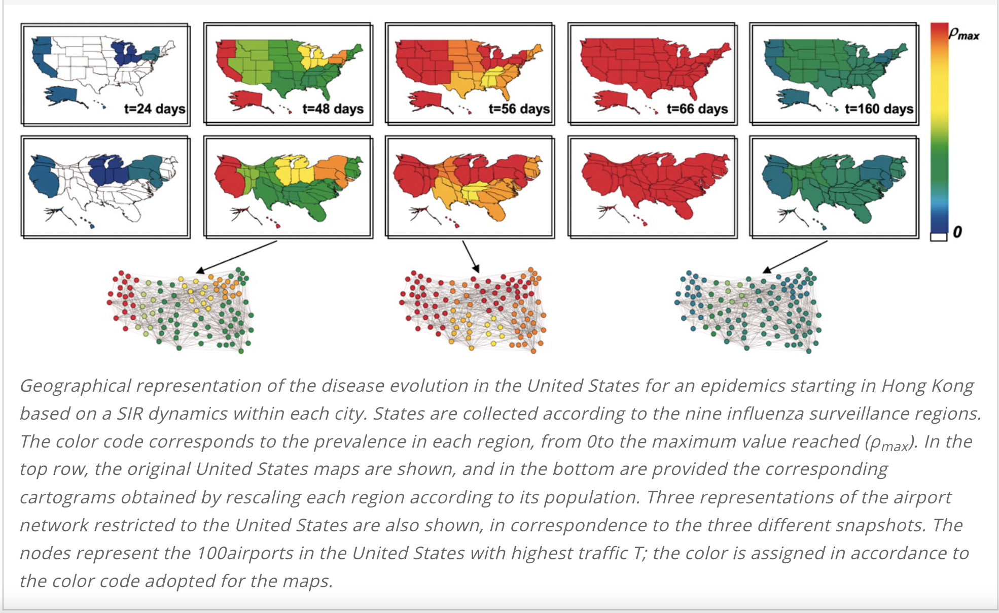 ρmax
t=24 days
t=48 days
t=56 days
t=66 days
t=160 days
0
Geographical representation of the disease evolution in the United States for an epidemics starting in Hong Kong
based on a SIR dynamics within each city. States are collected according to the nine influenza surveillance regions.
The color code corresponds to the prevalence in each region, from 0to the maximum value reached (ρmax). In the
top row, the original United States maps are shown, and in the bottom are provided the corresponding
cartograms obtained by rescaling each region according to its population. Three representations of the airport
network restricted to the United States are also shown, in correspondence to the three different snapshots. The
nodes represent the 100airports in the United States with highest traffic T; the color is assigned in accordance to
the color code adopted for the maps.